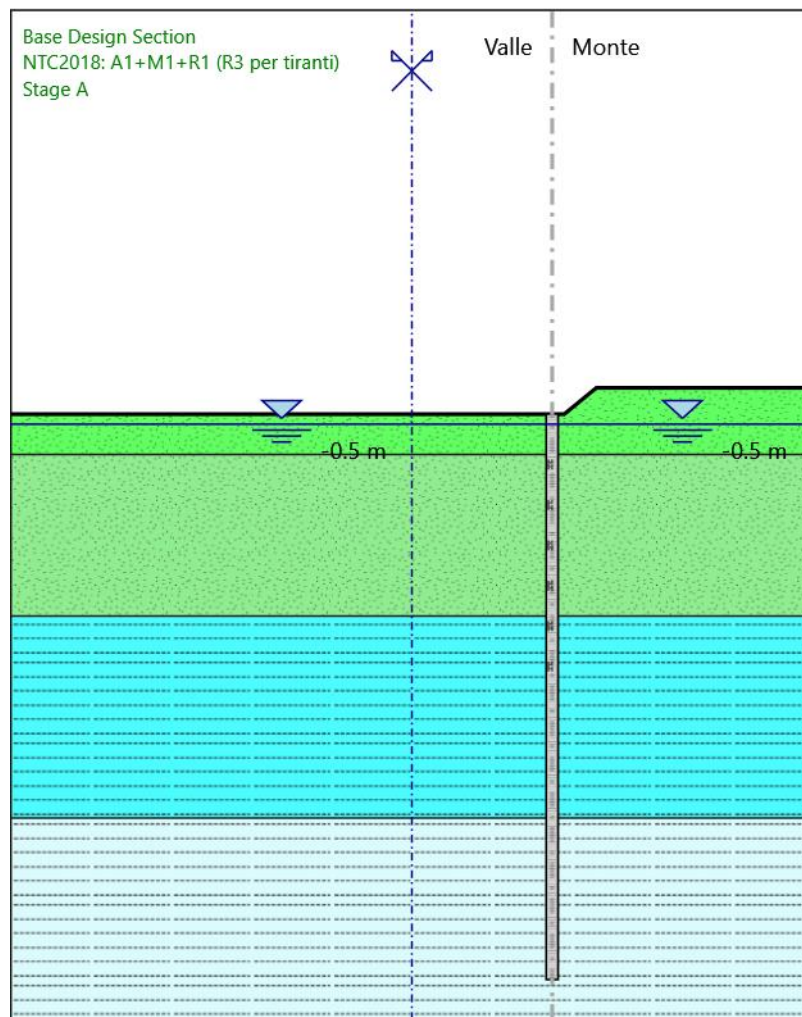 Base Design Section
NTC2018: A1+M1+R1 (R3 per tiranti)
Stage A
Valle
Monte
-0.5 m
-0.5 m